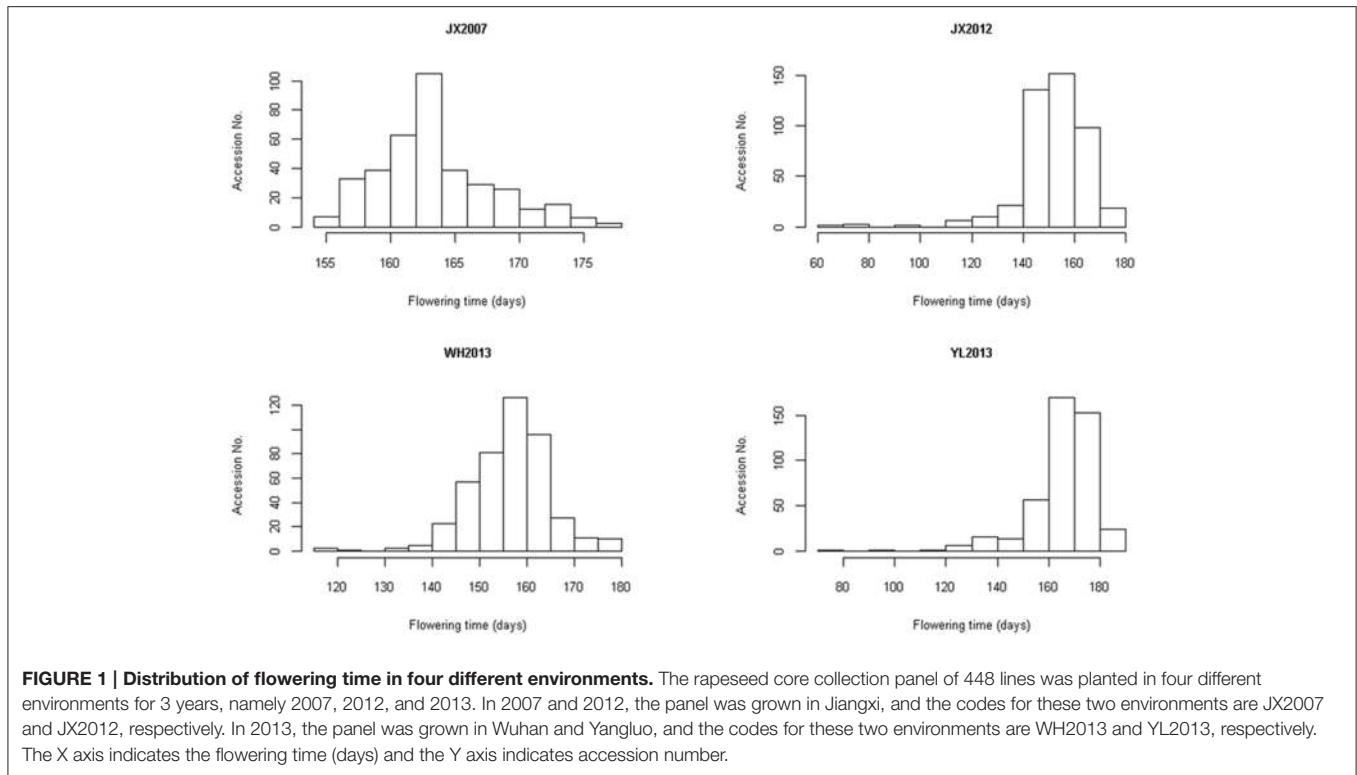 JX2007
Accession No.
0 20 40 60 80 100
155 160 165 170 175
Flowering time (days)
JX2012
Accession No.
0 50 100 150
60 80 100 120 140 160 180
Flowering time (days)
WH2013
Accession No.
0 20 40 60 80 120
120 130 140 150 160 170 180
Flowering time (days)
YL2013
Accession No.
0 50 100 150
80 100 120 140 160 180
Flowering time (days)
FIGURE 1 | Distribution of flowering time in four different environments. The rapeseed core collection panel of 448 lines was planted in four different
environments for 3 years, namely 2007, 2012, and 2013. In 2007 and 2012, the panel was grown in Jiangxi, and the codes for these two environments are JX2007
and JX2012, respectively. In 2013, the panel was grown in Wuhan and Yangluo, and the codes for these two environments are WH2013 and YL2013, respectively.
The X axis indicates the flowering time (days) and the Y axis indicates accession number.